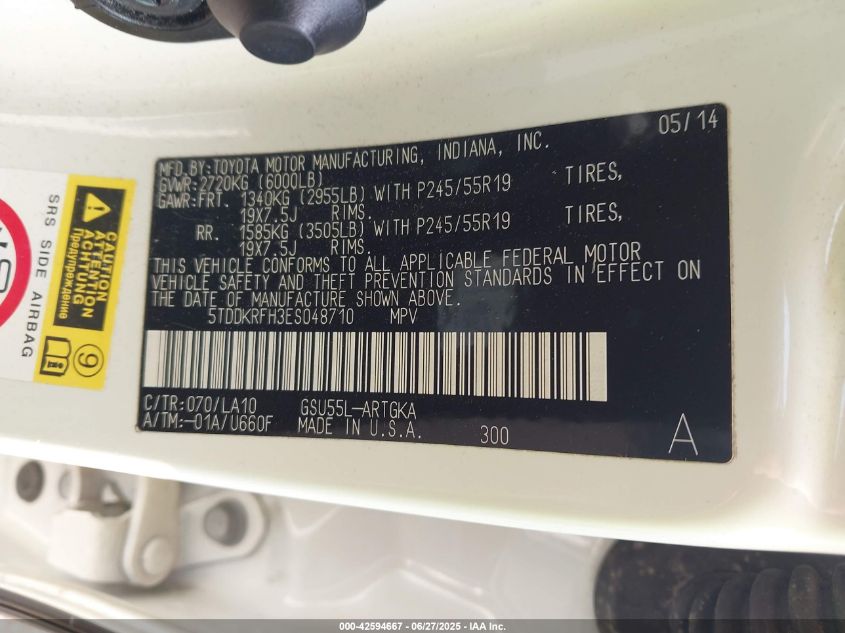 05/14
MFD.BY:TOYOTA MOTOR MANUFACTURING, INDIANA, INC.
GVWR:2720KG (6000LB)
GAWR:FRT. 1340KG (2955LB) WITH P245/55R19 TIRES,
19X7.5J RIMS.
RR. 1585KG (3505LB) WITH P245/55R19 TIRES,
19X7.5J RIMS.
THIS VEHICLE CONFORMS TO ALL APPLICABLE FEDERAL MOTOR
VEHICLE SAFETY AND THEFT PREVENTION STANDARDS IN EFFECT ON
THE DATE OF MANUFACTURE SHOWN ABOVE.
5TDDKRFH3ES048710 MPV
C/TR:070/LA10 GSU55L-ARTGKA
A/TM:-01A/U660F MADE IN U.S.A. 300 A
SRS SIDE AIRBAG
CAUTION
ATTENTION
ACHTUNG
Предупреждение
9
000-42594667 - 06/27/2025 - IAA Inc.